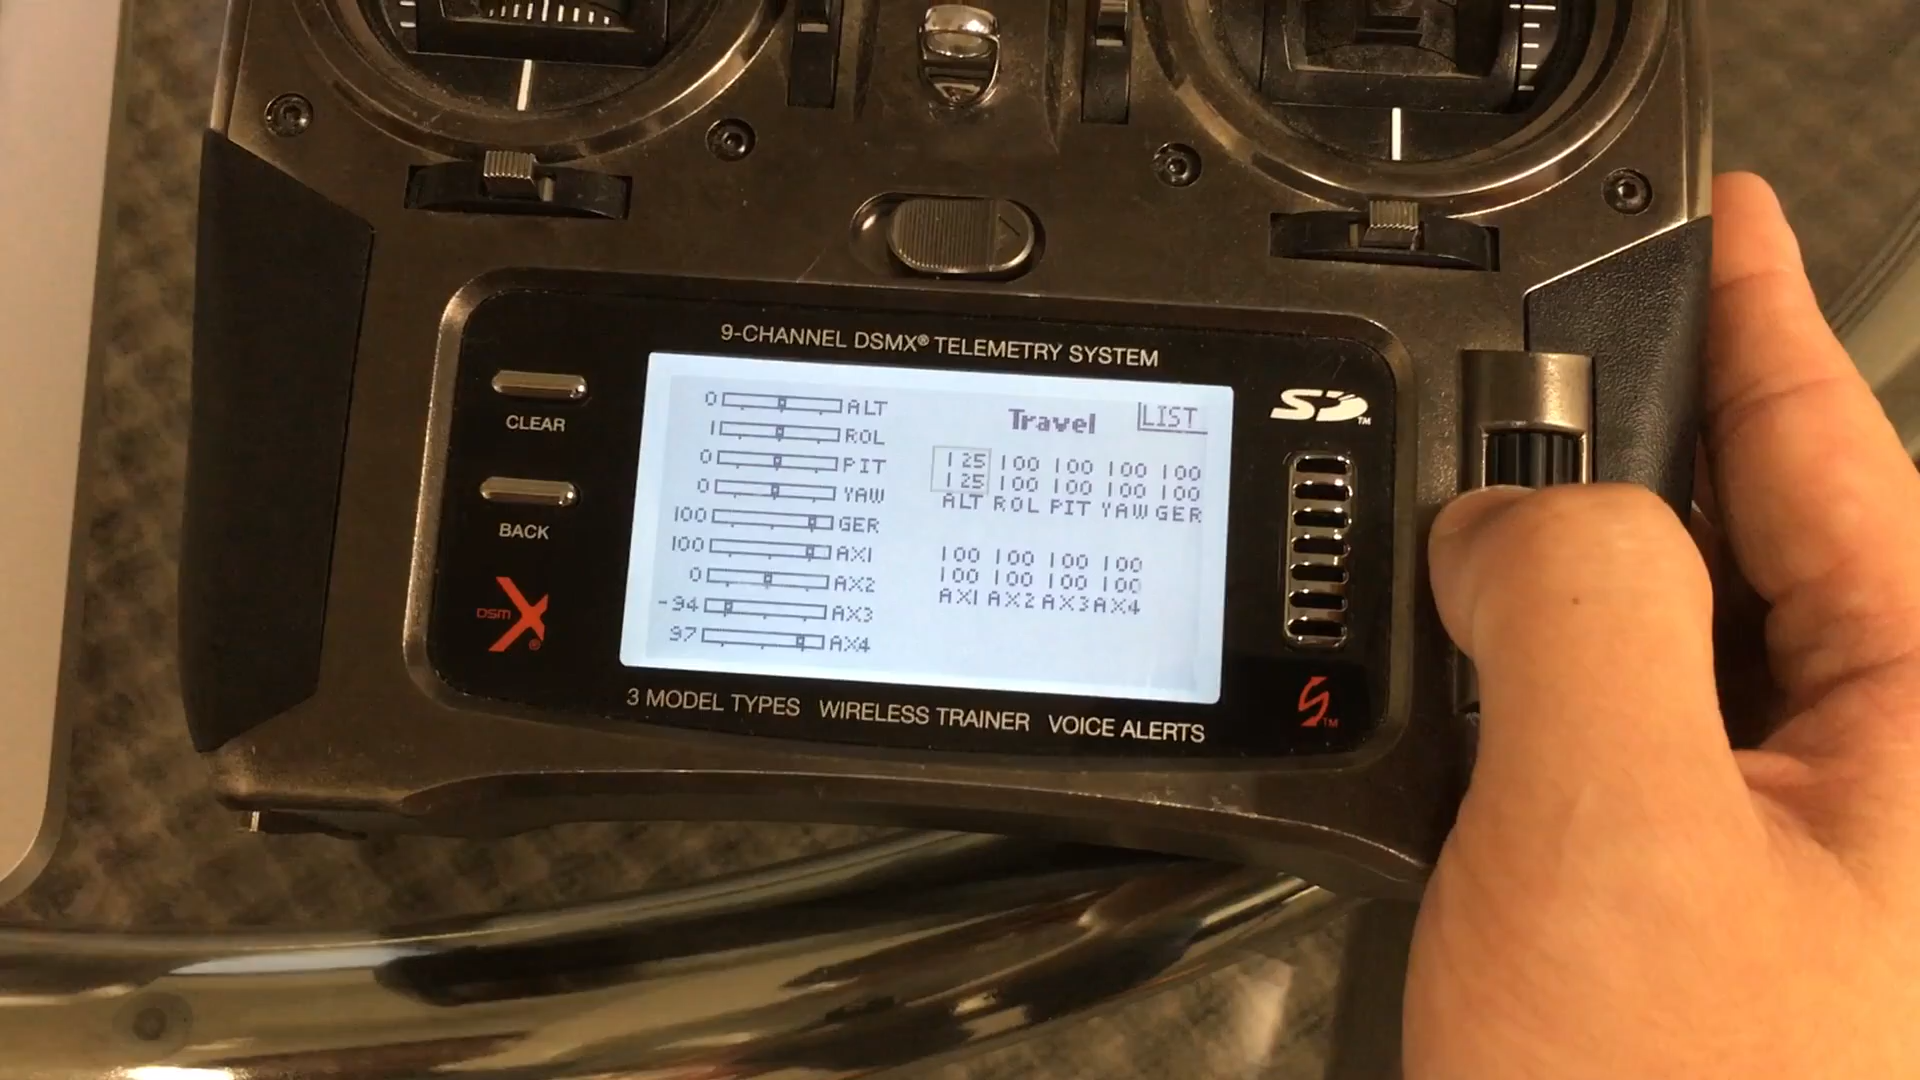 9-CHANNEL DSMX® TELEMETRY SYSTEM
CLEAR
BACK
DSM X®
0 ALT
1 ROL
0 PIT
0 YAW
100 GER
100 AX1
0 AX2
-94 AX3
97 AX4
Travel
LIST
125 100 100 100 100
125 100 100 100 100
ALT ROL PIT YAW GER
100 100 100 100
100 100 100 100
AX1 AX2 AX3 AX4
SD™
™
3 MODEL TYPES WIRELESS TRAINER VOICE ALERTS